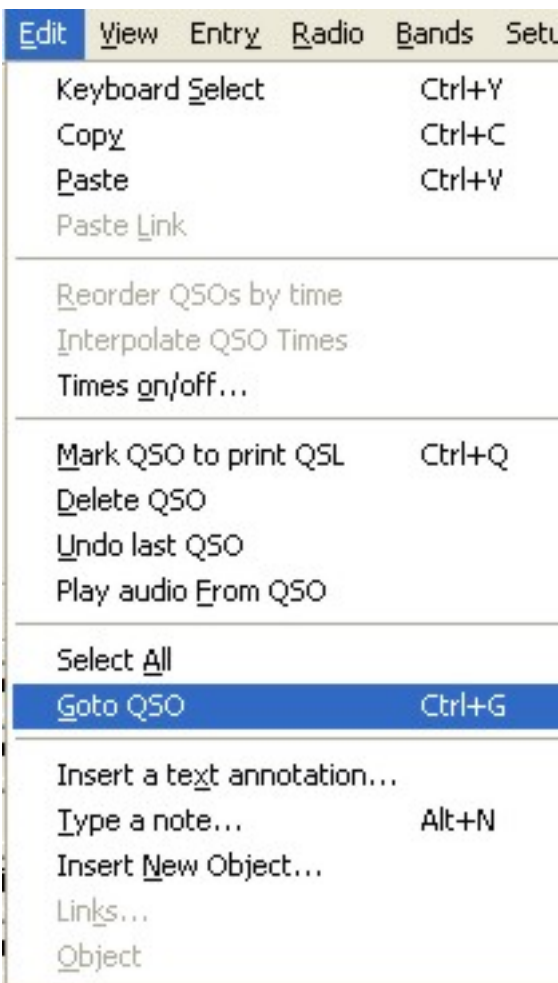 Edit View Entry Radio Bands Setu
Keyboard Select Ctrl+Y
Copy Ctrl+C
Paste Ctrl+V
Paste Link
Reorder QSOs by time
Interpolate QSO Times
Times on/off...
Mark QSO to print QSL Ctrl+Q
Delete QSO
Undo last QSO
Play audio From QSO
Select All
Goto QSO Ctrl+G
Insert a text annotation...
Type a note... Alt+N
Insert New Object...
Links...
Object